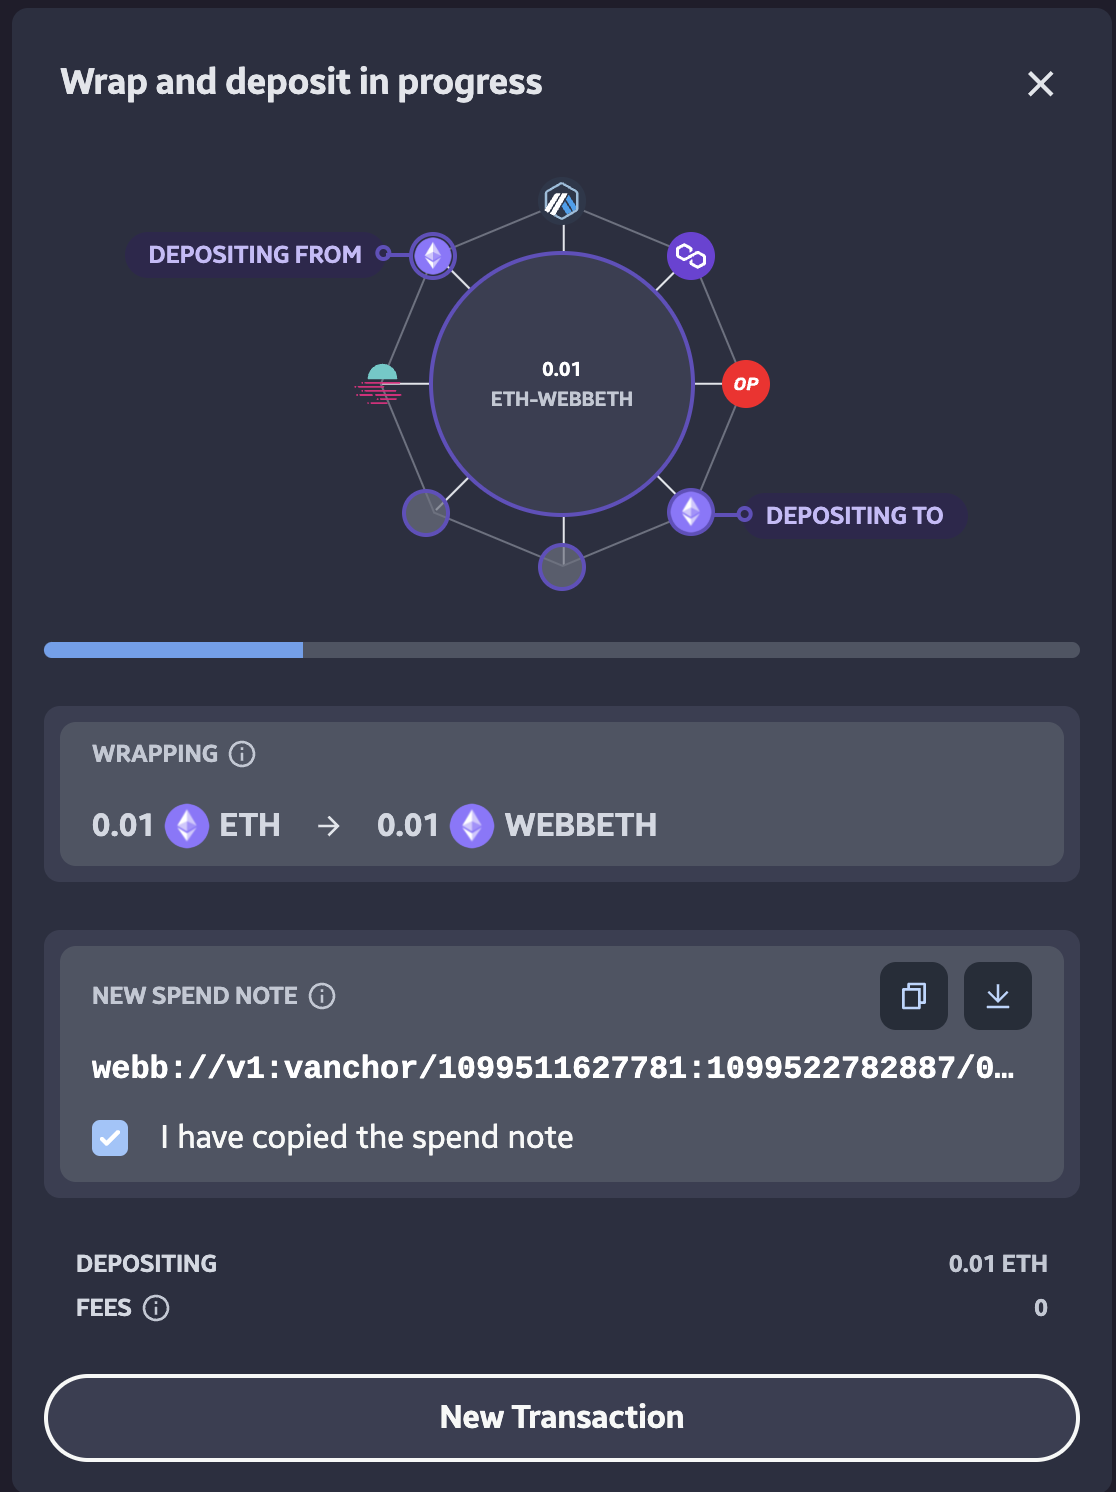 Wrap and deposit in progress
DEPOSITING FROM
0.01
ETH-WEBBETH
OP
DEPOSITING TO
WRAPPING
0.01 ETH → 0.01 WEBBETH
NEW SPEND NOTE
webb://v1:vanchor/1099511627781:1099522782887/0…
I have copied the spend note
DEPOSITING 0.01 ETH
FEES 0
New Transaction